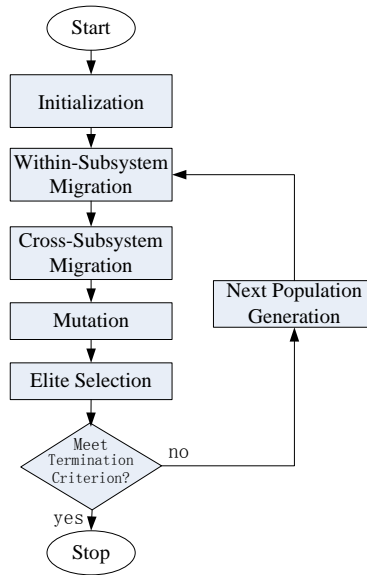 Start
Initialization
Within-Subsystem
Migration
Cross-Subsystem
Migration
Next Population
Generation
Mutation
Elite Selection
Meet
Termination
Criterion?
no
yes
Stop